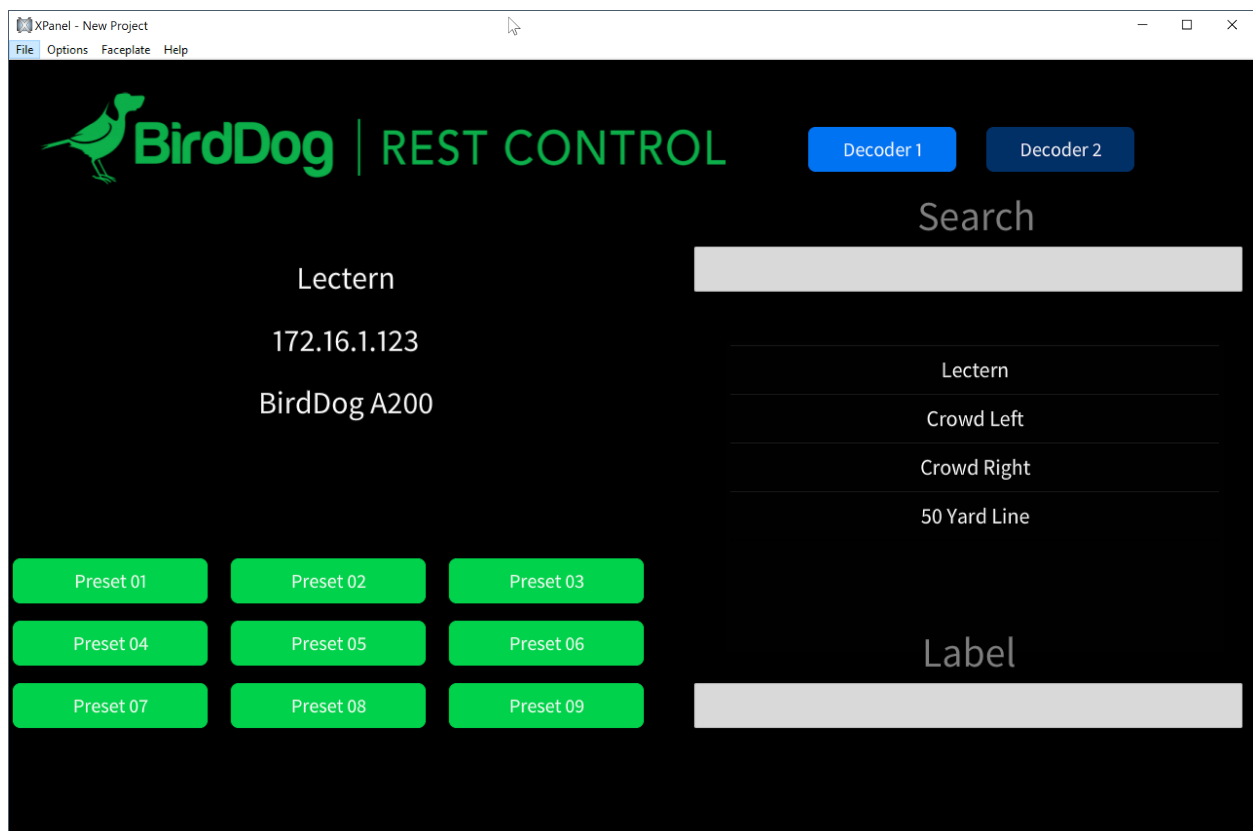 XPanel - New Project
File Options Faceplate Help
BirdDog | REST CONTROL
Decoder 1 Decoder 2
Search
Lectern
172.16.1.123
BirdDog A200
Lectern
Crowd Left
Crowd Right
50 Yard Line
Preset 01 Preset 02 Preset 03
Preset 04 Preset 05 Preset 06
Preset 07 Preset 08 Preset 09
Label